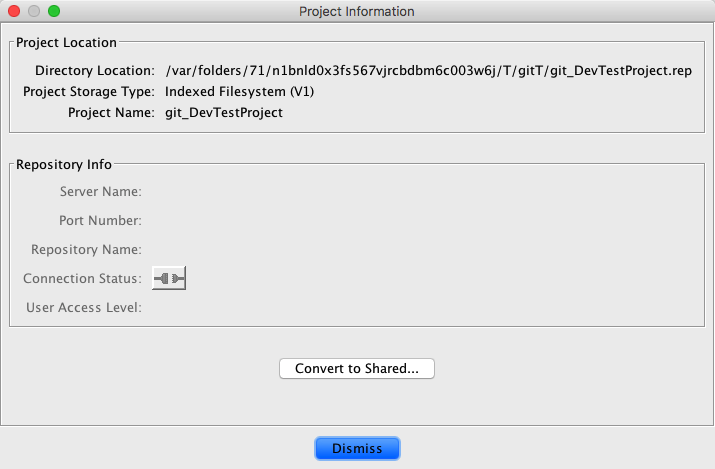 Project Information
Project Location
Directory Location: /var/folders/71/n1bnld0x3fs567vjrcbdbm6c003w6j/T/gitT/git_DevTestProject.rep
Project Storage Type: Indexed Filesystem (V1)
Project Name: git_DevTestProject
Repository Info
Server Name:
Port Number:
Repository Name:
Connection Status:
User Access Level:
Convert to Shared...
Dismiss